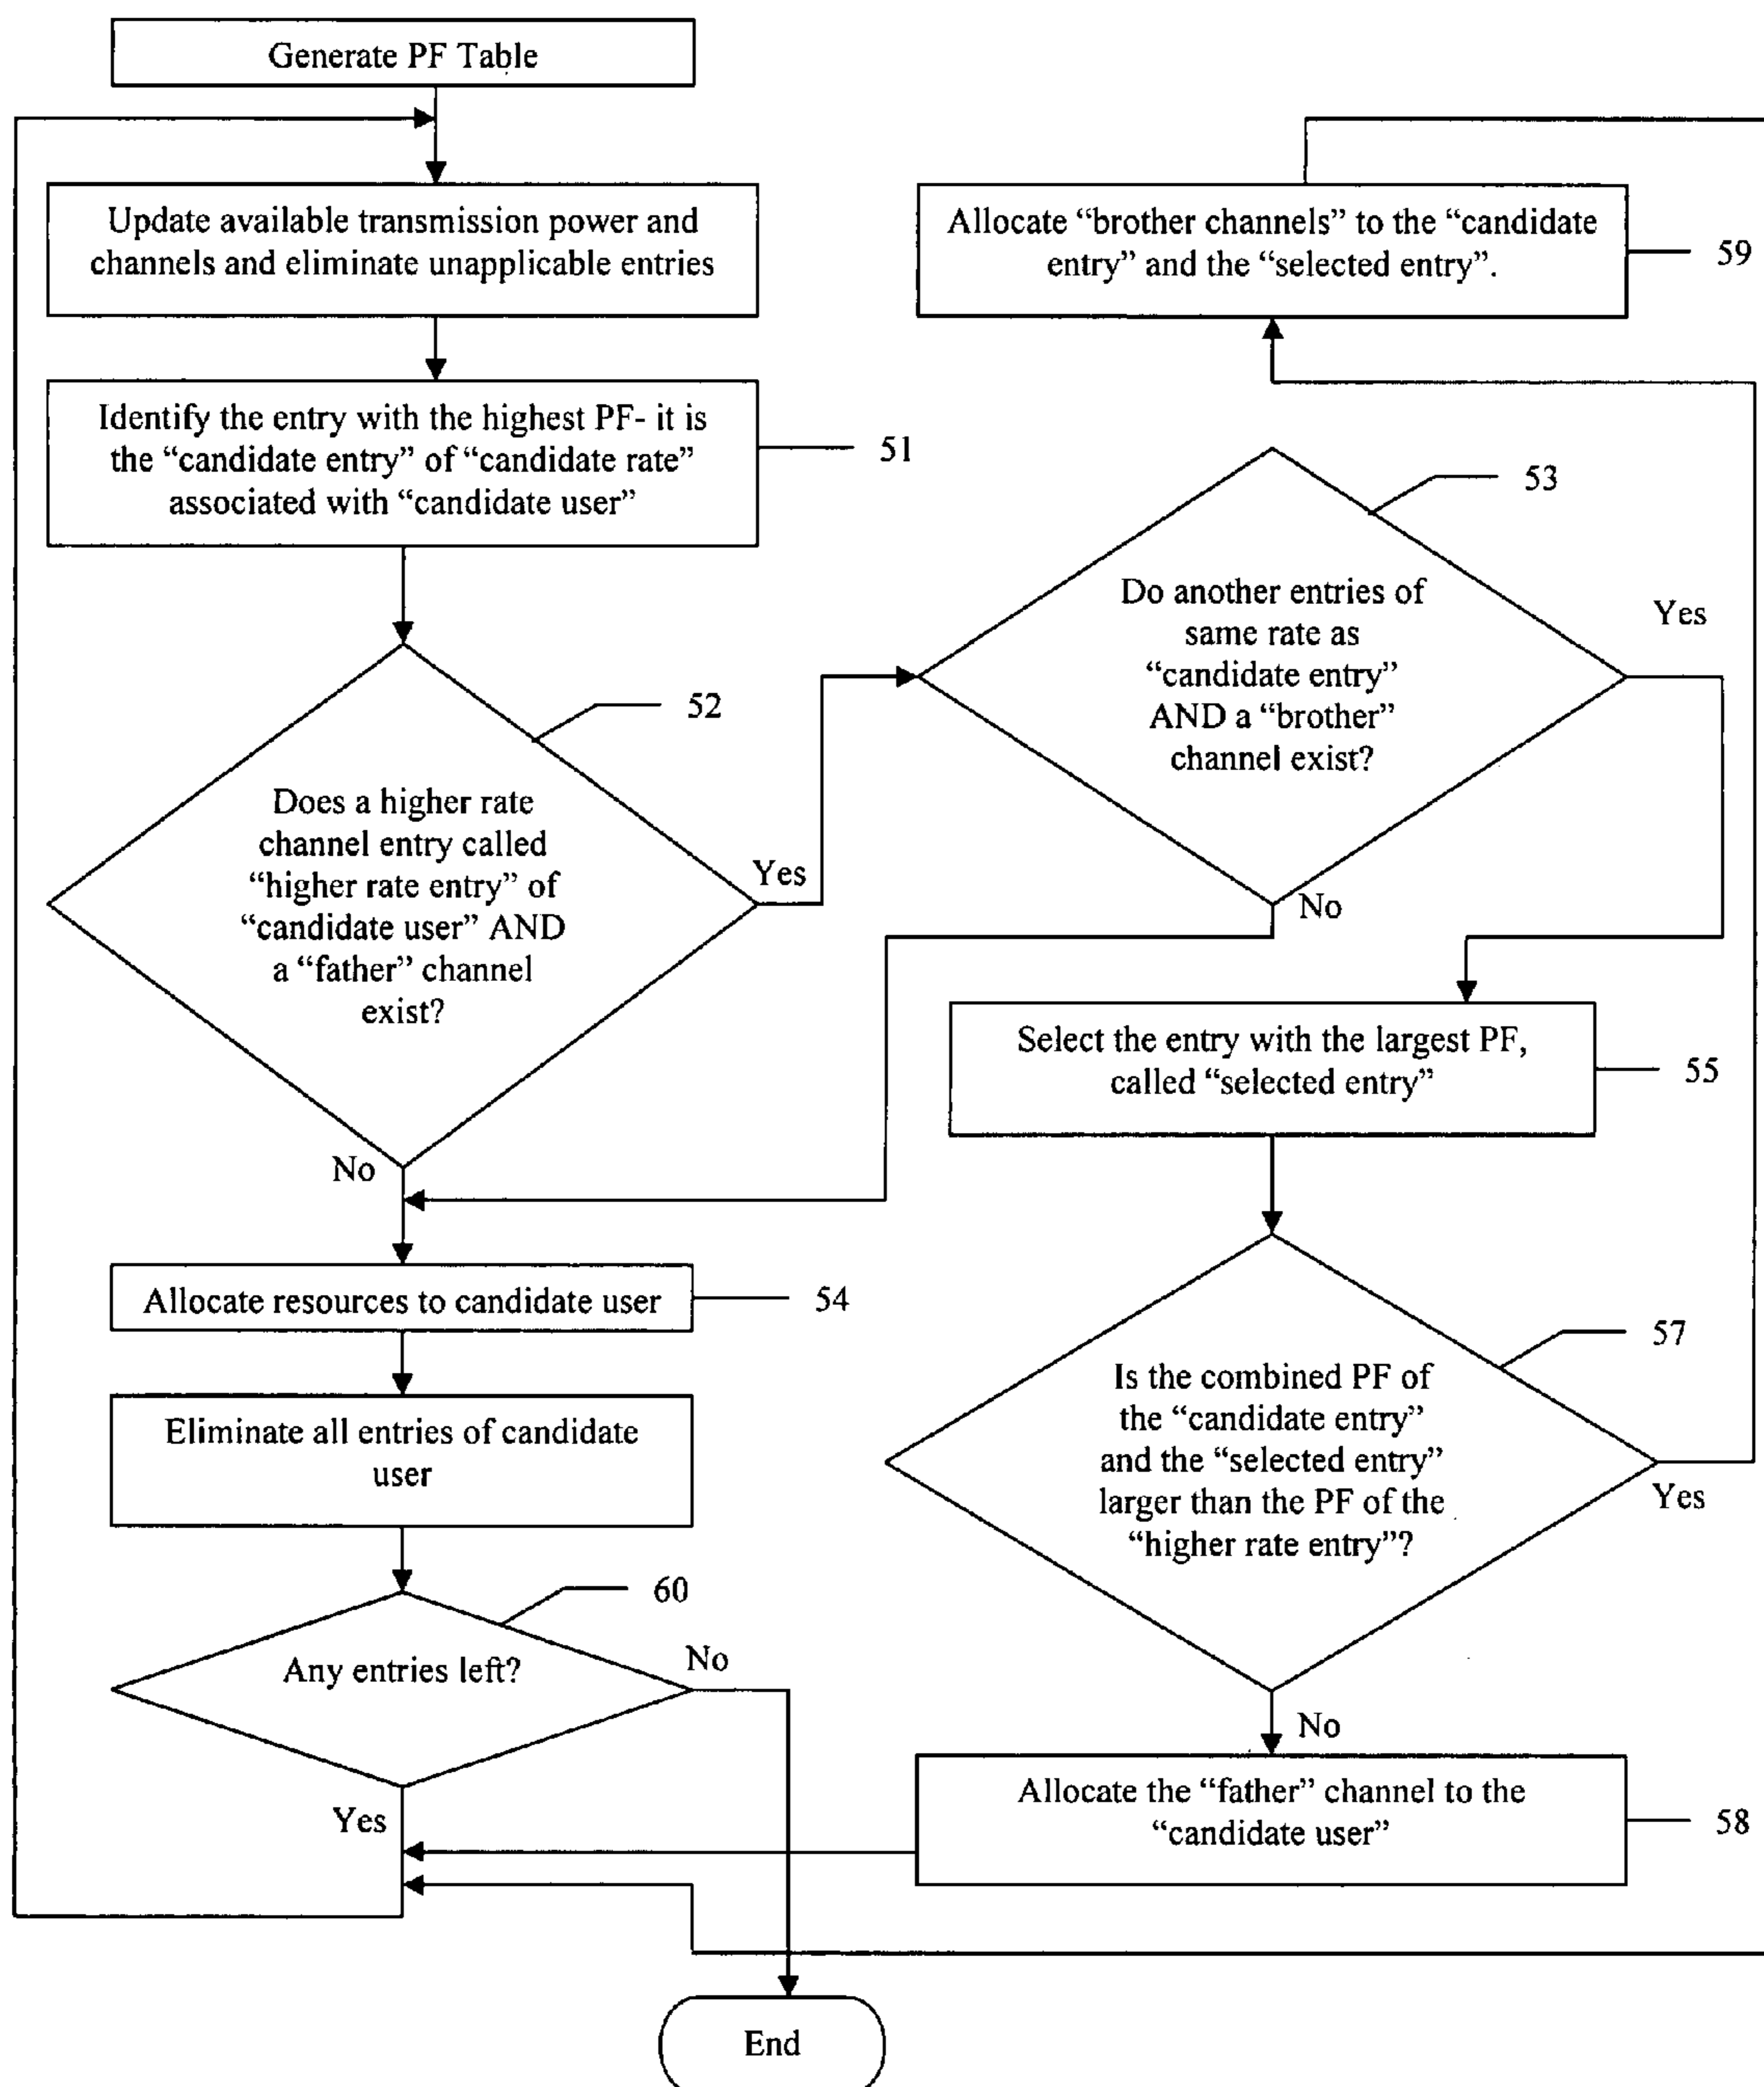 Generate PF Table
Update available transmission power and
channels and eliminate unapplicable entries
Identify the entry with the highest PF- it is
the “candidate entry” of “candidate rate”
associated with “candidate user”
51
Does a higher rate
channel entry called
“higher rate entry” of
“candidate user” AND
a “father” channel
exist?
52
Yes
No
Allocate resources to candidate user
54
Eliminate all entries of candidate
user
Any entries left?
60
No
Yes
End
Allocate “brother channels” to the “candidate
entry” and the “selected entry”.
59
Do another entries of
same rate as
“candidate entry”
AND a “brother”
channel exist?
53
Yes
No
Select the entry with the largest PF,
called “selected entry”
55
Is the combined PF of
the “candidate entry”
and the “selected entry”
larger than the PF of the
“higher rate entry”?
57
Yes
No
Allocate the “father” channel to the
“candidate user”
58